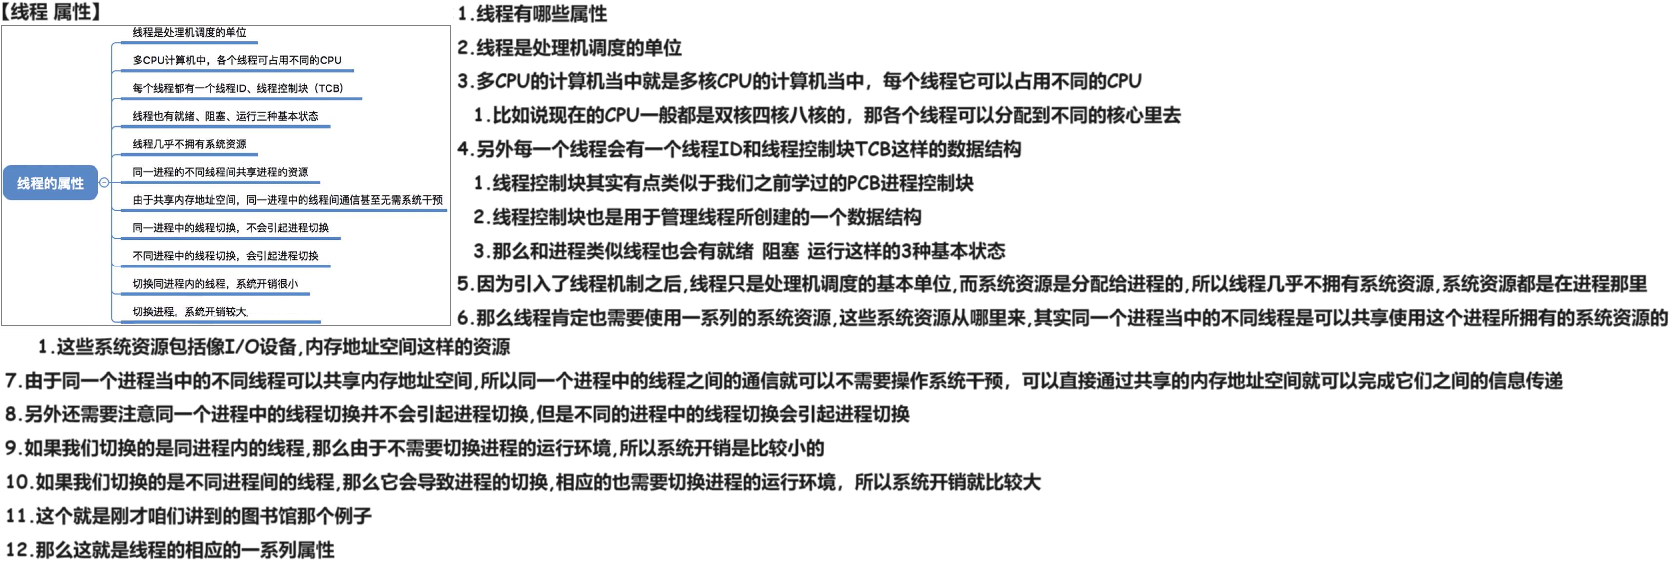 【线程 属性】
线程的属性
线程是处理机调度的单位
多CPU计算机中，各个线程可占用不同的CPU
每个线程都有一个线程ID、线程控制块（TCB）
线程也有就绪、阻塞、运行三种基本状态
线程几乎不拥有系统资源
同一进程的不同线程间共享进程的资源
由于共享内存地址空间，同一进程中的线程间通信甚至无需系统干预
同一进程中的线程切换，不会引起进程切换
不同进程中的线程切换，会引起进程切换
切换同进程内的线程，系统开销很小
切换进程，系统开销较大
1.线程有哪些属性
2.线程是处理机调度的单位
3.多CPU的计算机当中就是多核CPU的计算机当中，每个线程它可以占用不同的CPU
1.比如说现在的CPU一般都是双核四核八核的，那各个线程可以分配到不同的核心里去
4.另外每一个线程会有一个线程ID和线程控制块TCB这样的数据结构
1.线程控制块其实有点类似于我们之前学过的PCB进程控制块
2.线程控制块也是用于管理线程所创建的一个数据结构
3.那么和进程类似线程也会有就绪 阻塞 运行这样的3种基本状态
5.因为引入了线程机制之后,线程只是处理机调度的基本单位,而系统资源是分配给进程的,所以线程几乎不拥有系统资源,系统资源都是在进程那里
6.那么线程肯定也需要使用一系列的系统资源,这些系统资源从哪里来,其实同一个进程当中的不同线程是可以共享使用这个进程所拥有的系统资源的
1.这些系统资源包括像I/O设备,内存地址空间这样的资源
7.由于同一个进程当中的不同线程可以共享内存地址空间,所以同一个进程中的线程之间的通信就可以不需要操作系统干预，可以直接通过共享的内存地址空间就可以完成它们之间的信息传递
8.另外还需要注意同一个进程中的线程切换并不会引起进程切换,但是不同的进程中的线程切换会引起进程切换
9.如果我们切换的是同进程内的线程,那么由于不需要切换进程的运行环境,所以系统开销是比较小的
10.如果我们切换的是不同进程间的线程,那么它会导致进程的切换,相应的也需要切换进程的运行环境，所以系统开销就比较大
11.这个就是刚才咱们讲到的图书馆那个例子
12.那么这就是线程的相应的一系列属性